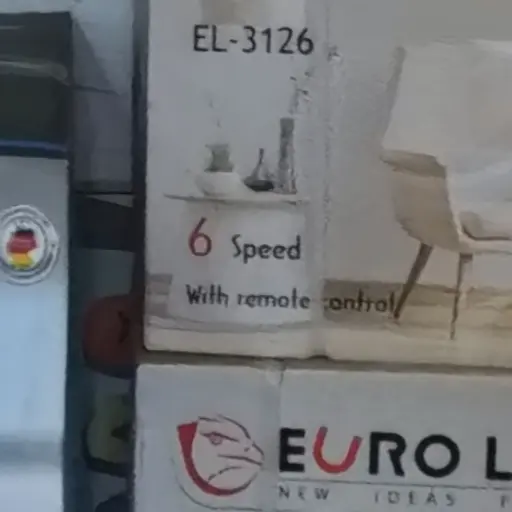 EL-3126
6 Speed
With remote control
EURO L
NEW IDEAS F